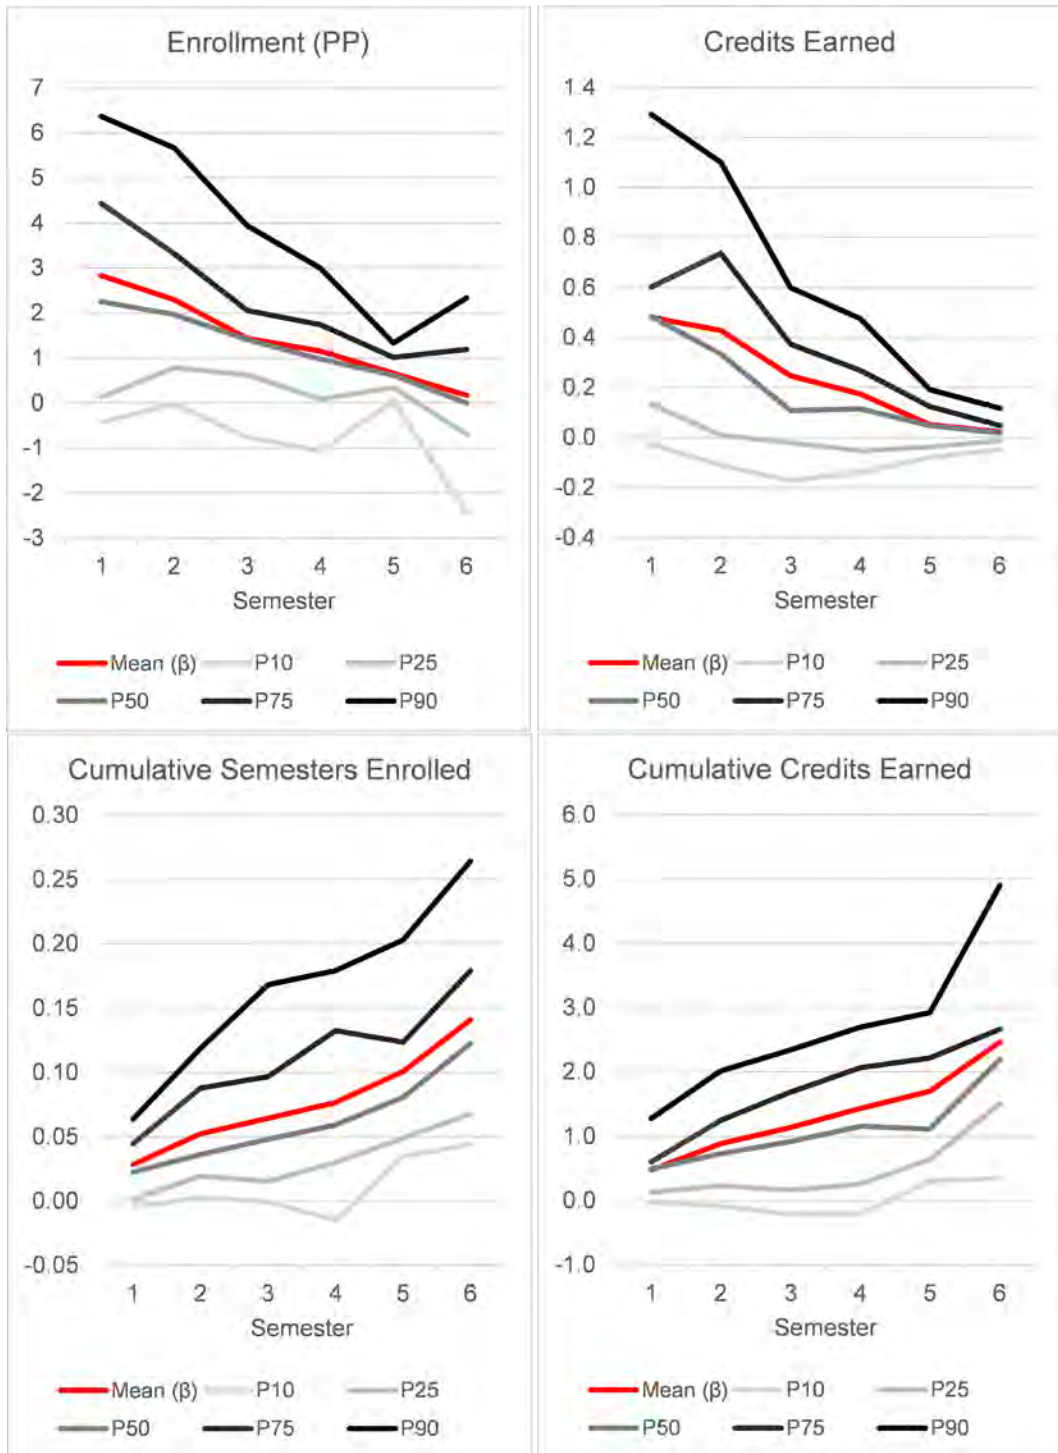 Enrollment (PP)
7
6
5
4
3
2
1
0
-1
-2
-3
1 2 3 4 5 6
Semester
Mean (β) P10 P25
P50 P75 P90
Credits Earned
1.4
1.2
1.0
0.8
0.6
0.4
0.2
0.0
-0.2
-0.4
1 2 3 4 5 6
Semester
Mean (β) P10 P25
P50 P75 P90
Cumulative Semesters Enrolled
0.30
0.25
0.20
0.15
0.10
0.05
0.00
-0.05
1 2 3 4 5 6
Semester
Mean (β) P10 P25
P50 P75 P90
Cumulative Credits Earned
6.0
5.0
4.0
3.0
2.0
1.0
0.0
-1.0
1 2 3 4 5 6
Semester
Mean (β) P10 P25
P50 P75 P90